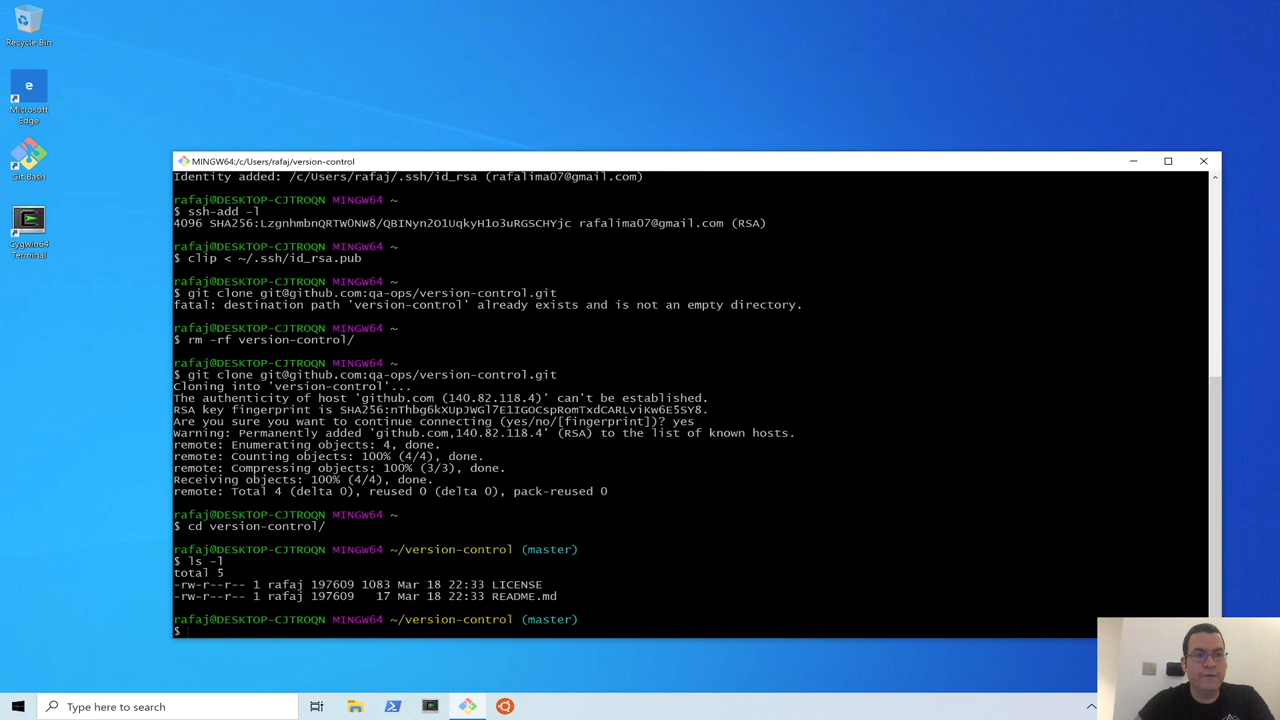 Recycle Bin
Microsoft
Edge
Git Bash
Cygwin64
Terminal
MINGW64:/c/Users/rafaj/version-control
Identity added: /c/Users/rafaj/.ssh/id_rsa (rafalima07@gmail.com)
rafaj@DESKTOP-CJTROQN MINGW64 ~
$ ssh-add -l
4096 SHA256:LzgnhmbnQRTW0NW8/QBINyn2O1UqkyH1o3uRGSCHYjc rafalima07@gmail.com (RSA)
rafaj@DESKTOP-CJTROQN MINGW64 ~
$ clip < ~/.ssh/id_rsa.pub
rafaj@DESKTOP-CJTROQN MINGW64 ~
$ git clone git@github.com:qa-ops/version-control.git
fatal: destination path 'version-control' already exists and is not an empty directory.
rafaj@DESKTOP-CJTROQN MINGW64 ~
$ rm -rf version-control/
rafaj@DESKTOP-CJTROQN MINGW64 ~
$ git clone git@github.com:qa-ops/version-control.git
Cloning into 'version-control'...
The authenticity of host 'github.com (140.82.118.4)' can't be established.
RSA key fingerprint is SHA256:nThbg6kXUpJWGl7E1IGOCspRomTxdCARLviKw6E5SY8.
Are you sure you want to continue connecting (yes/no/[fingerprint])? yes
Warning: Permanently added 'github.com,140.82.118.4' (RSA) to the list of known hosts.
remote: Enumerating objects: 4, done.
remote: Counting objects: 100% (4/4), done.
remote: Compressing objects: 100% (3/3), done.
Receiving objects: 100% (4/4), done.
remote: Total 4 (delta 0), reused 0 (delta 0), pack-reused 0
rafaj@DESKTOP-CJTROQN MINGW64 ~
$ cd version-control/
rafaj@DESKTOP-CJTROQN MINGW64 ~/version-control (master)
$ ls -l
total 5
-rw-r--r-- 1 rafaj 197609 1083 Mar 18 22:33 LICENSE
-rw-r--r-- 1 rafaj 197609   17 Mar 18 22:33 README.md
rafaj@DESKTOP-CJTROQN MINGW64 ~/version-control (master)
$
Type here to search